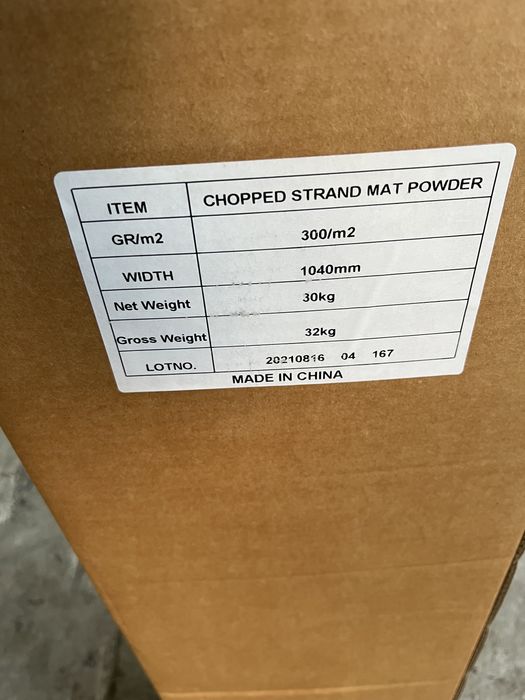 ITEM CHOPPED STRAND MAT POWDER
GR/m2 300/m2
WIDTH 1040mm
Net Weight 30kg
Gross Weight 32kg
LOTNO. 20210816 04 167
MADE IN CHINA